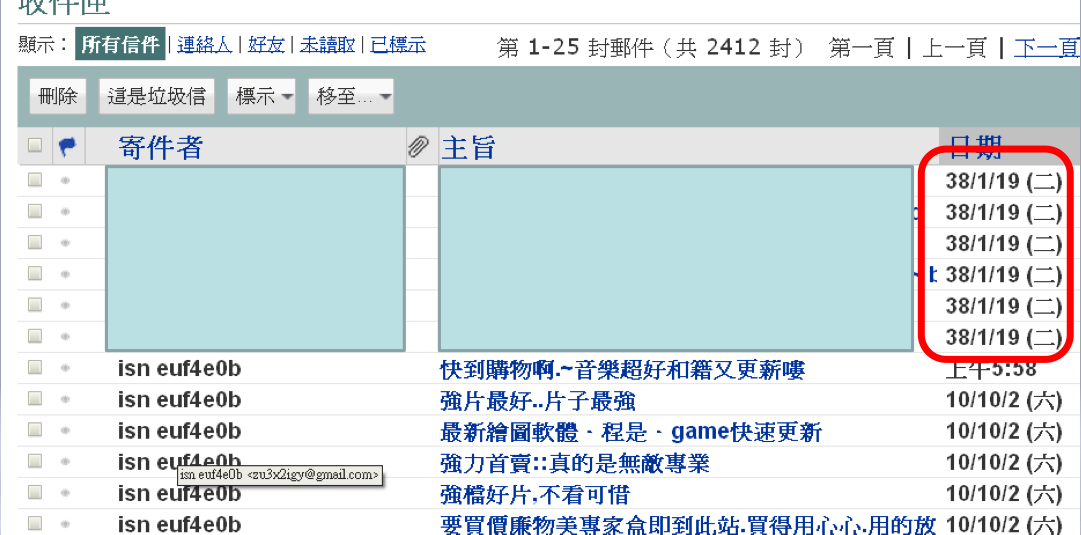 收件匣
顯示： 所有信件 | 連絡人 | 好友 | 未讀取 | 已標示 第 1-25 封郵件（共 2412 封） 第一頁 | 上一頁 | 下一頁
刪除 這是垃圾信 標示 移至...
寄件者 主旨 日期
38/1/19 (二)
38/1/19 (二)
38/1/19 (二)
38/1/19 (二)
38/1/19 (二)
38/1/19 (二)
isn euf4e0b 快到購物啊.~音樂超好和籍又更薪嘍 上午5:58
isn euf4e0b 強片最好..片子最強 10/10/2 (六)
isn euf4e0b 最新繪圖軟體、程是、game快速更新 10/10/2 (六)
isn euf4e0b 強力首賣::真的是無敵專業 10/10/2 (六)
isn euf4e0b <zu3x2igy@gmail.com>
isn euf4e0b 強檔好片,不看可惜 10/10/2 (六)
isn euf4e0b 要買價廉物美專家盒即到此站.買得用心心.用的放 10/10/2 (六)